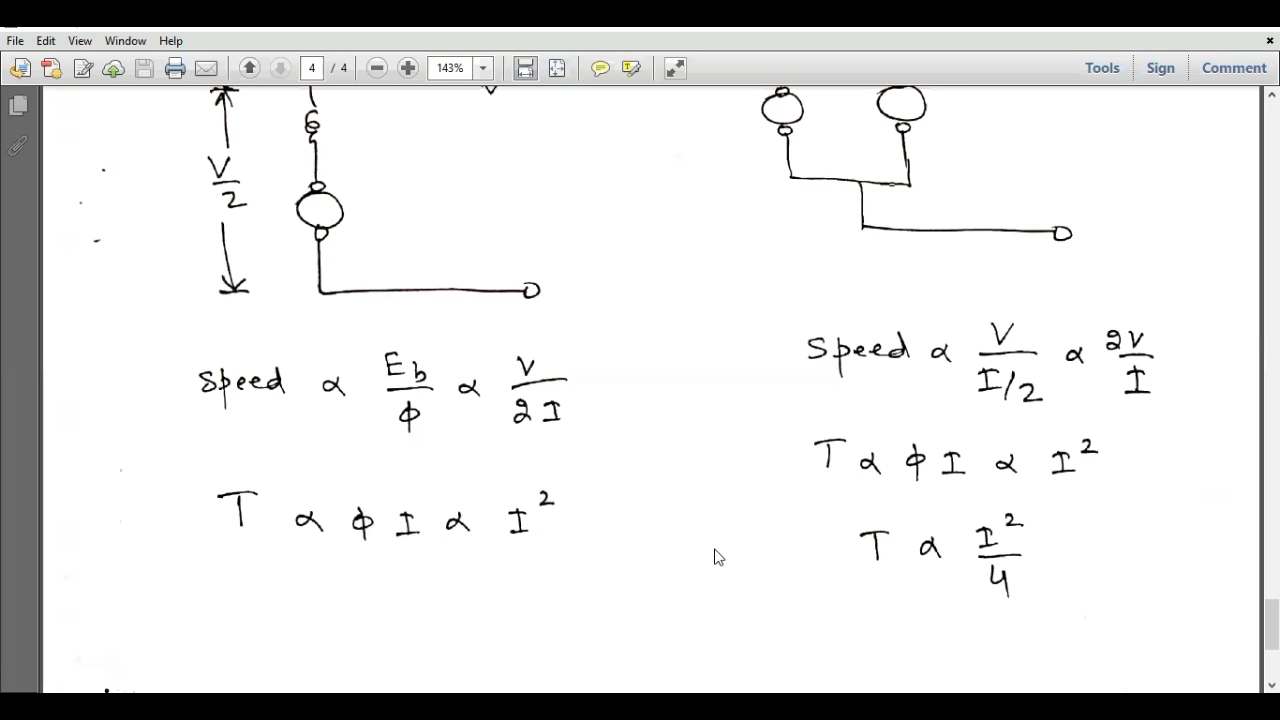 File Edit View Window Help
4 / 4 143% Tools Sign Comment
V/2
Speed ∝ Eb/ϕ ∝ V/2I
T ∝ ϕ I ∝ I²
Speed ∝ V/I/2 ∝ 2V/I
T ∝ ϕ I ∝ I²
T ∝ I²/4